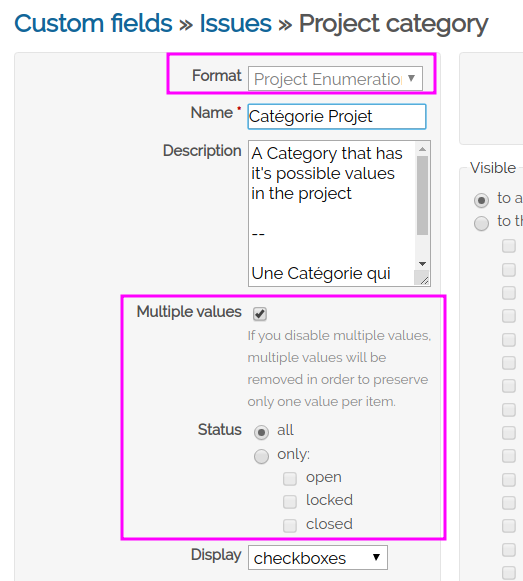 Custom fields » Issues » Project category
Format Project Enumeratio
Name * Catégorie Projet
Description A Category that has
it's possible values
in the project
--
Une Catégorie qui
Multiple values
If you disable multiple values,
multiple values will be
removed in order to preserve
only one value per item.
Status all
only:
open
locked
closed
Display checkboxes
Visible
to a
to th